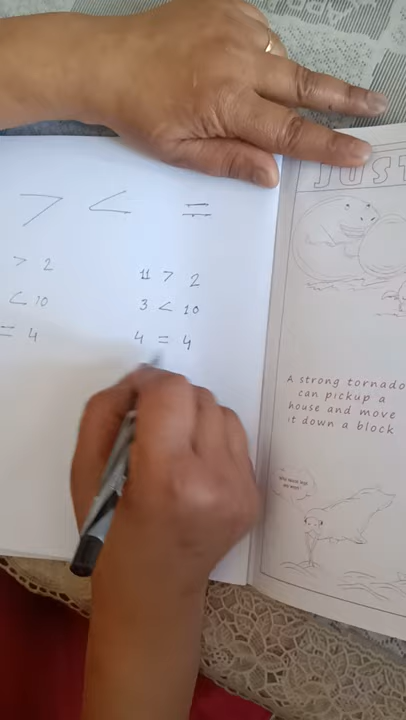 > < =
> 2
< 10
= 4
11 > 2
3 < 10
4 = 4
JUST
A strong tornado
can pickup a
house and move
it down a block